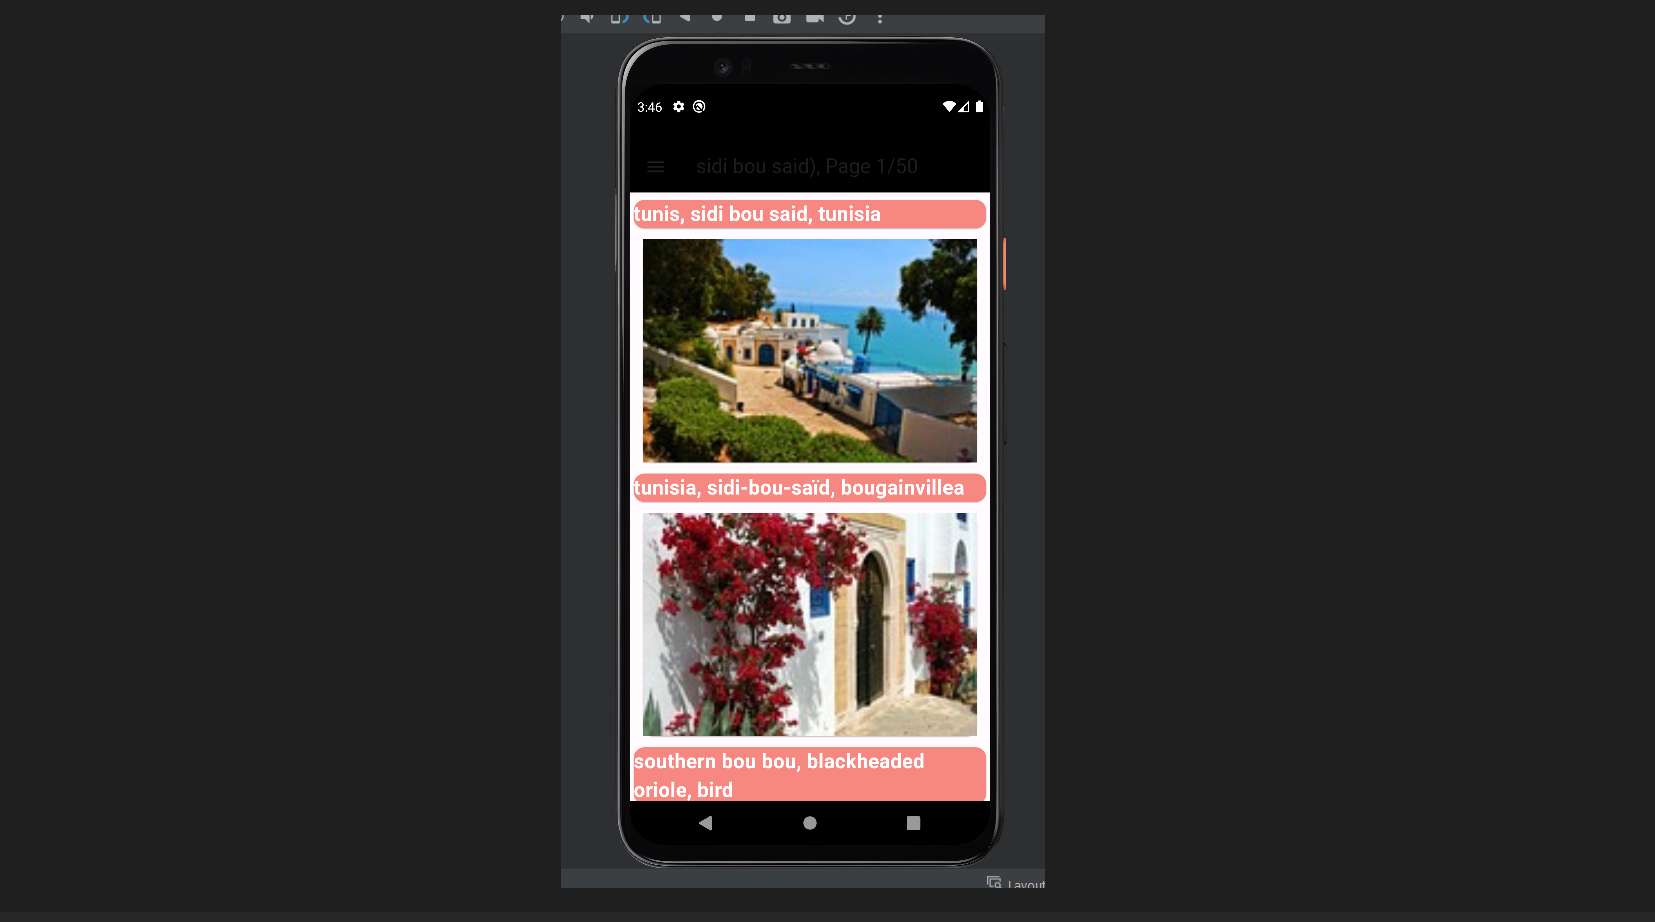 3:46
sidi bou said), Page 1/50
tunis, sidi bou said, tunisia
tunisia, sidi-bou-saïd, bougainvillea
southern bou bou, blackheaded
oriole, bird
Layout